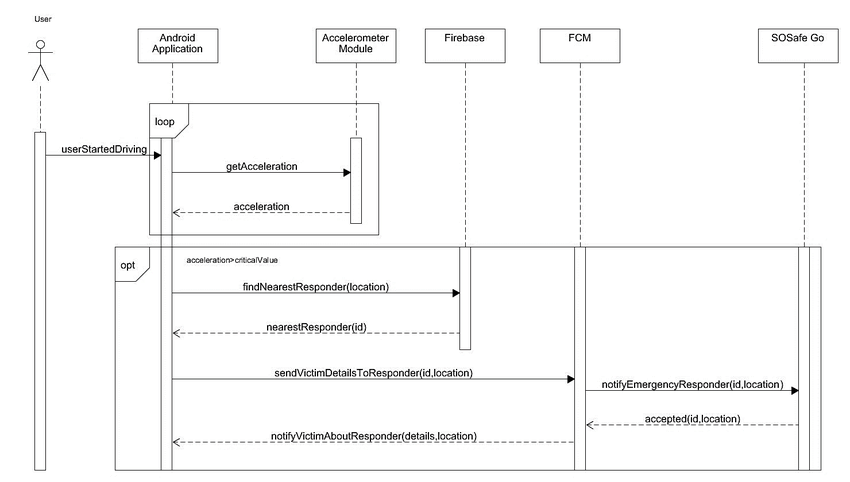 User
Android
Application
Accelerometer
Module
Firebase
FCM
SOSafe Go
loop
userStartedDriving
getAcceleration
acceleration
opt
acceleration>criticalValue
findNearestResponder(location)
nearestResponder(id)
sendVictimDetailsToResponder(id,location)
notifyEmergencyResponder(id,location)
accepted(id,location)
notifyVictimAboutResponder(details,location)